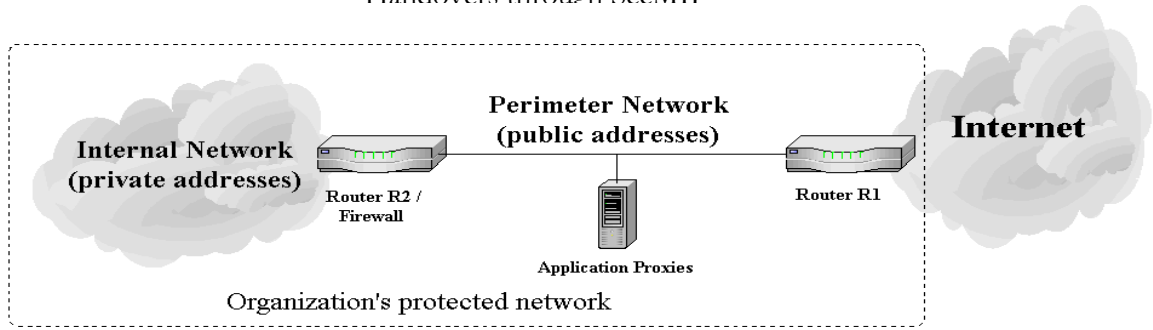 Perimeter Network
(public addresses)
Internet
Internal Network
(private addresses)
Router R2 /
Firewall
Router R1
Application Proxies
Organization's protected network